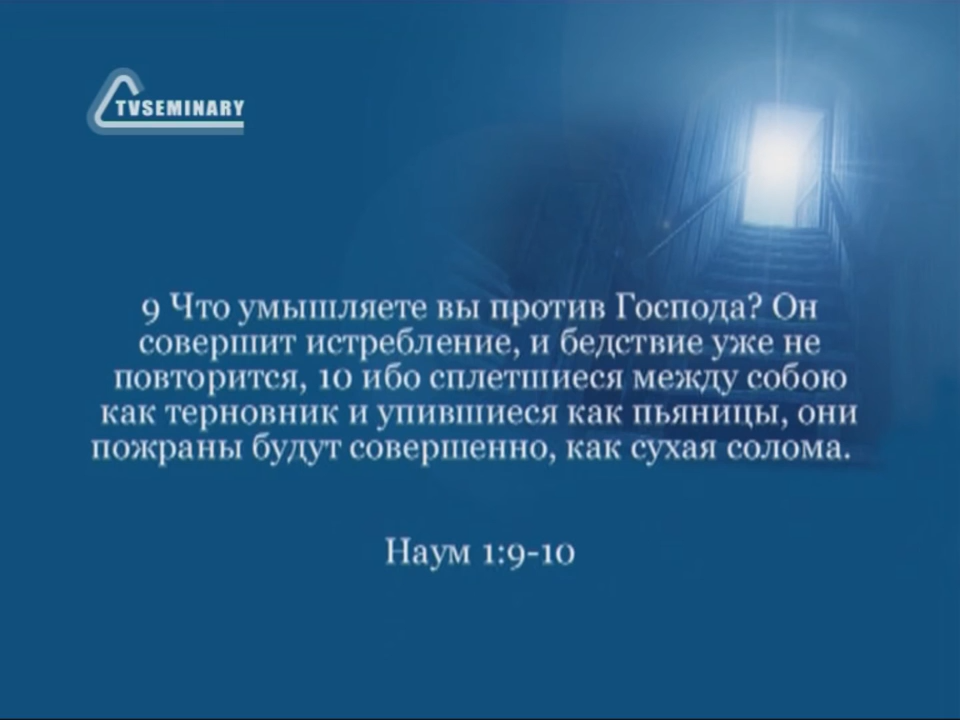 TVSEMINARY
9 Что умышляете вы против Господа? Он
совершит истребление, и бедствие уже не
повторится, 10 ибо сплетшиеся между собою
как терновник и упившиеся как пьяницы, они
пожраны будут совершенно, как сухая солома.
Наум 1:9-10